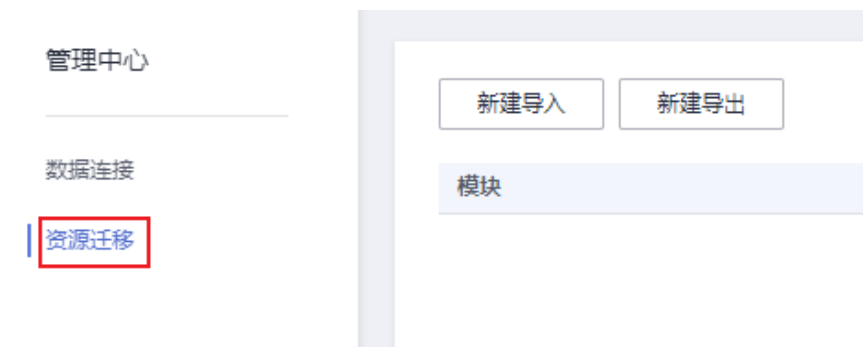 管理中心
数据连接
资源迁移
新建导入 新建导出
模块